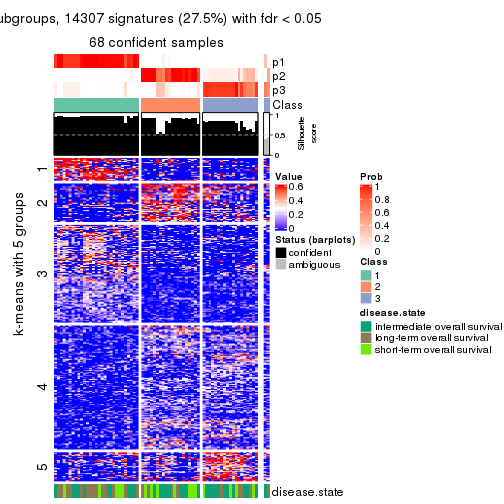 ubgroups, 14307 signatures (27.5%) with fdr < 0.05
68 confident samples
p1
p2
p3
Class
1
0.5
0
Silhouette
score
k-means with 5 groups
1
2
3
4
5
disease.state
Value
0.6
0.4
0.2
0
Status (barplots)
confident
ambiguous
Prob
1
0.8
0.6
0.4
0.2
0
Class
1
2
3
disease.state
intermediate overall survival
long-term overall survival
short-term overall survival